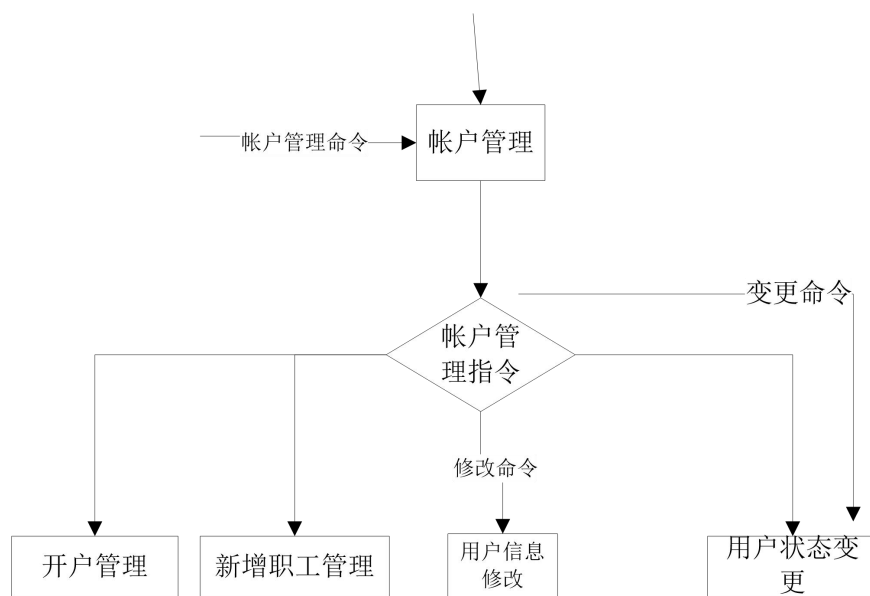 帐户管理命令
帐户管理
变更命令
帐户管
理指令
修改命令
开户管理
新增职工管理
用户信息
修改
用户状态变
更